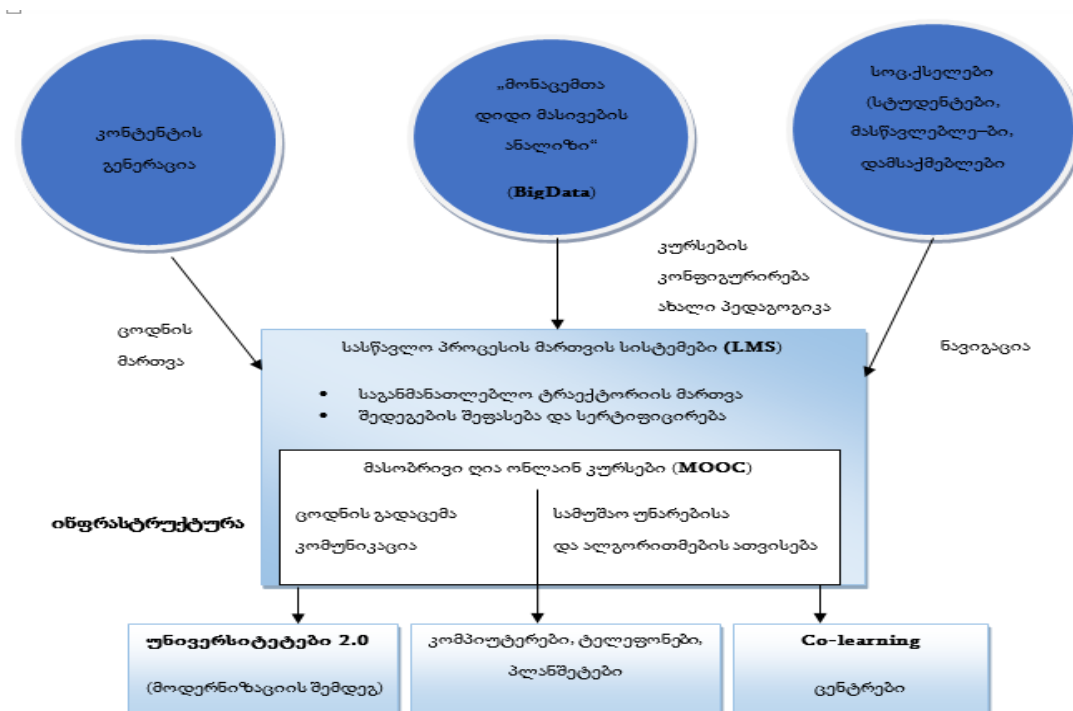 კონტენტის
გენერაცია
„მონაცემთა
დიდი მასივების
ანალიზი“
(BigData)
სოც.ქსელები
(სტუდენტები,
მასწავლებლე–ბი,
დამსაქმებლები
ცოდნის
მართვა
კურსების
კონფიგურირება
ახალი პედაგოგიკა
ნავიგაცია
სასწავლო პროცესის მართვის სისტემები (LMS)
• საგანმანათლებლო ტრაექტორიის მართვა
• შედეგების შეფასება და სერტიფიცირება
მასობრივი ღია ონლაინ კურსები (MOOC)
ცოდნის გადაცემა
კომუნიკაცია
სამუშაო უნარებისა
და ალგორითმების ათვისება
ინფრასტრუქტურა
უნივერსიტეტები 2.0
(მოდერნიზაციის შემდეგ)
კომპიუტერები, ტელეფონები,
პლანშეტები
Co-learning
ცენტრები